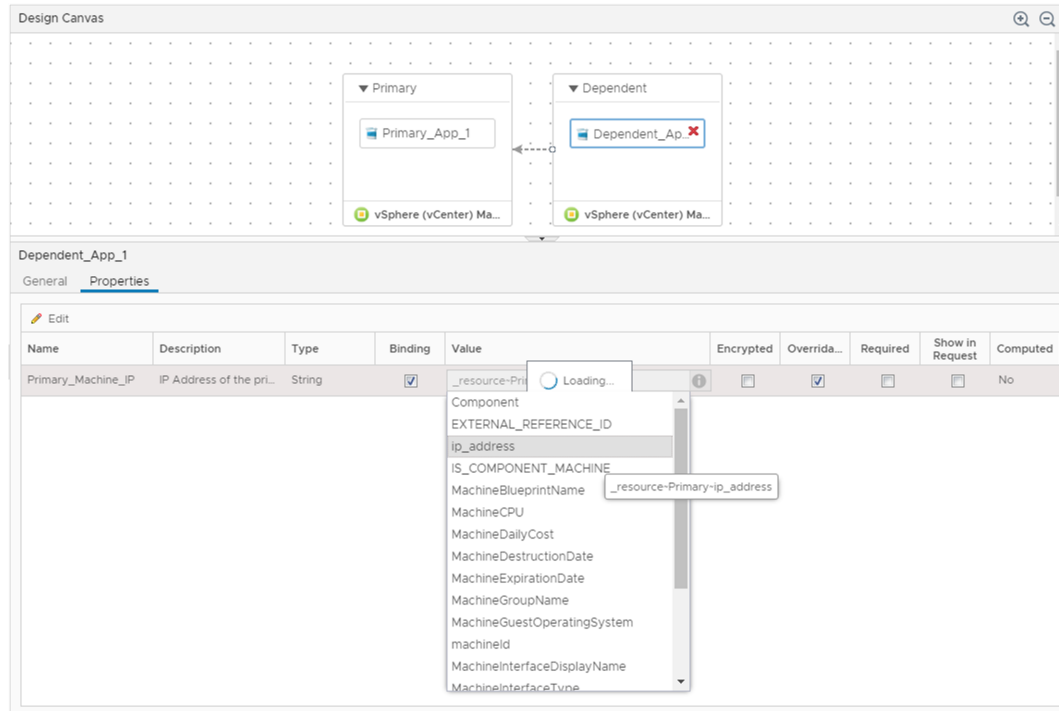 Design Canvas
Primary
Dependent
Primary_App_1
Dependent_Ap...
vSphere (vCenter) Ma...
vSphere (vCenter) Ma...
Dependent_App_1
General
Properties
Edit
Name
Description
Type
Binding
Value
Encrypted
Overrida...
Required
Show in
Request
Computed
Primary_Machine_IP
IP Address of the pri...
String
_resource-Pri
Loading...
No
Component
EXTERNAL_REFERENCE_ID
ip_address
IS_COMPONENT_MACHINE
_resource-Primary-ip_address
MachineBlueprintName
MachineCPU
MachineDailyCost
MachineDestructionDate
MachineExpirationDate
MachineGroupName
MachineGuestOperatingSystem
machineId
MachineInterfaceDisplayName
MachineInterfaceType